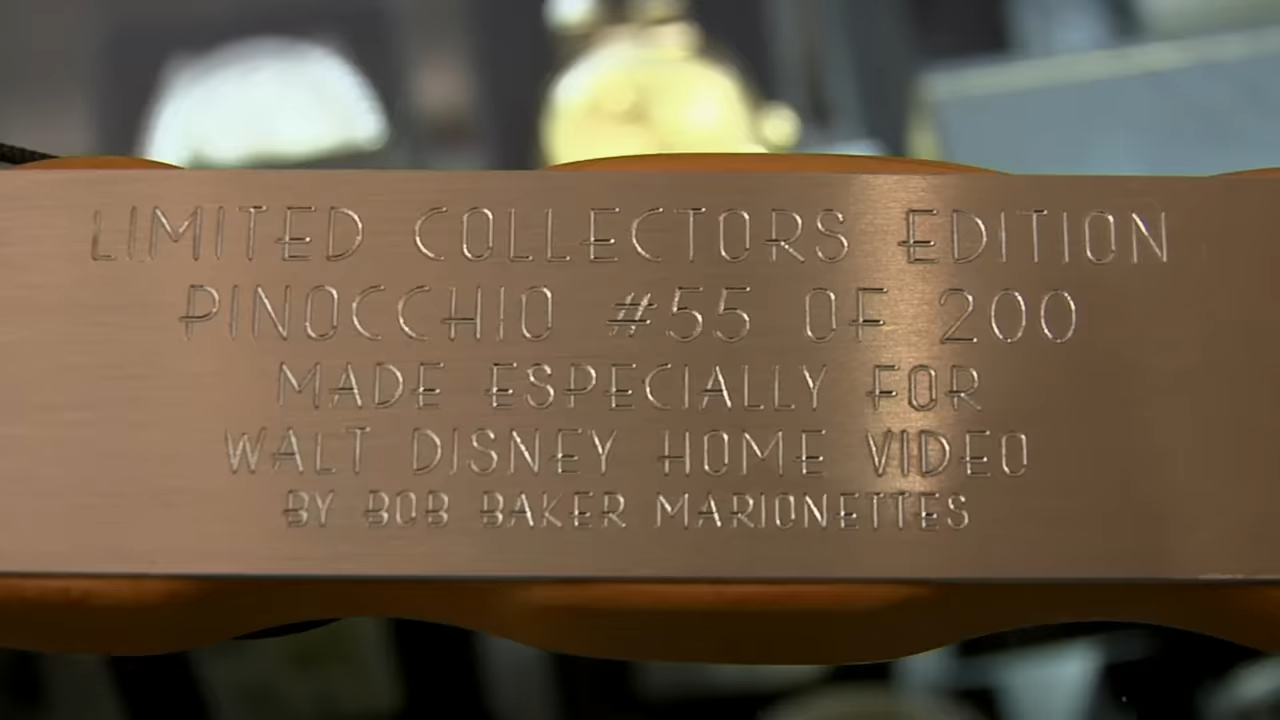 LIMITED COLLECTORS EDITION
PINOCCHIO #55 OF 200
MADE ESPECIALLY FOR
WALT DISNEY HOME VIDEO
BY BOB BAKER MARIONETTES